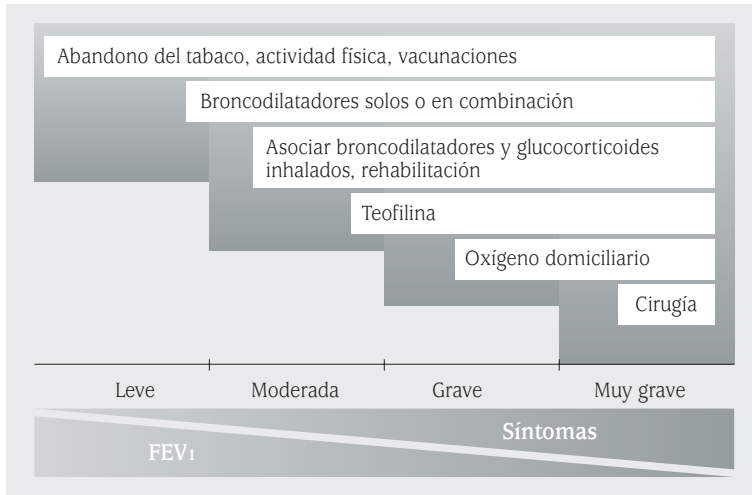 Abandono del tabaco, actividad física, vacunaciones
Broncodilatadores solos o en combinación
Asociar broncodilatadores y glucocorticoides
inhalados, rehabilitación
Teofilina
Oxígeno domiciliario
Cirugía
Leve Moderada Grave Muy grave
Síntomas
FEV1